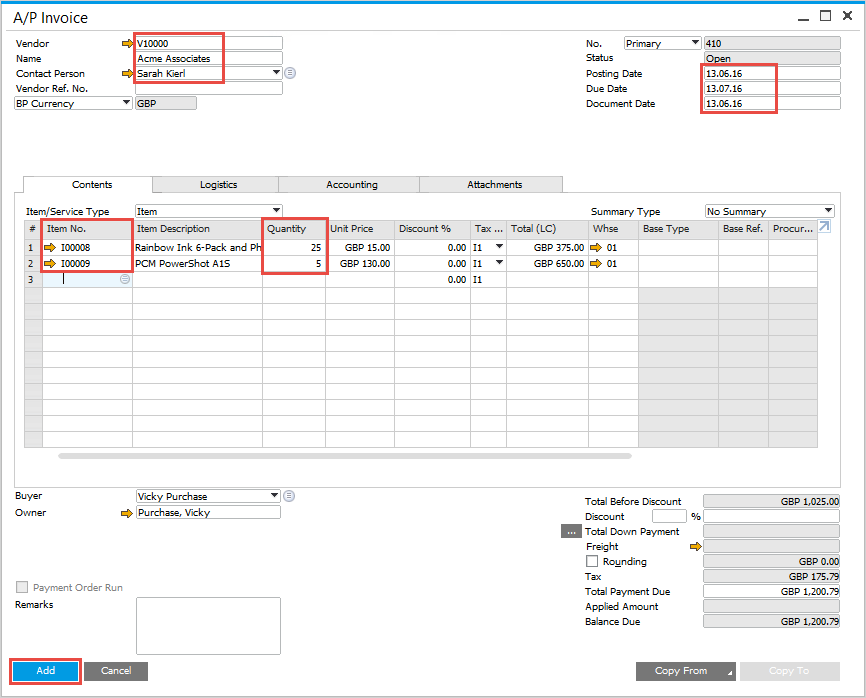 A/P Invoice
Vendor V10000 No. Primary 410
Name Acme Associates Status Open
Contact Person Sarah Kierl Posting Date 13.06.16
Vendor Ref. No. Due Date 13.07.16
BP Currency GBP Document Date 13.06.16
Contents Logistics Accounting Attachments
Item/Service Type Item Summary Type No Summary
# Item No. Item Description Quantity Unit Price Discount % Tax ... Total (LC) Whse Base Type Base Ref. Procur...
1 I00008 Rainbow Ink 6-Pack and Ph 25 GBP 15.00 0.00 I1 GBP 375.00 01
2 I00009 PCM PowerShot A1S 5 GBP 130.00 0.00 I1 GBP 650.00 01
3 0.00 I1
Buyer Vicky Purchase
Owner Purchase, Vicky
Total Before Discount GBP 1,025.00
Discount %
... Total Down Payment
Freight
Rounding GBP 0.00
Tax GBP 175.79
Total Payment Due GBP 1,200.79
Applied Amount
Balance Due GBP 1,200.79
Payment Order Run
Remarks
Add Cancel Copy From Copy To